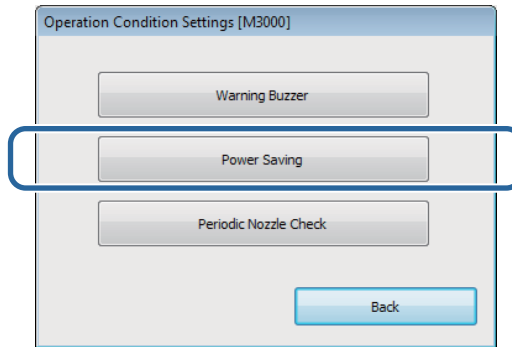 Operation Condition Settings [M3000]
Warning Buzzer
Power Saving
Periodic Nozzle Check
Back